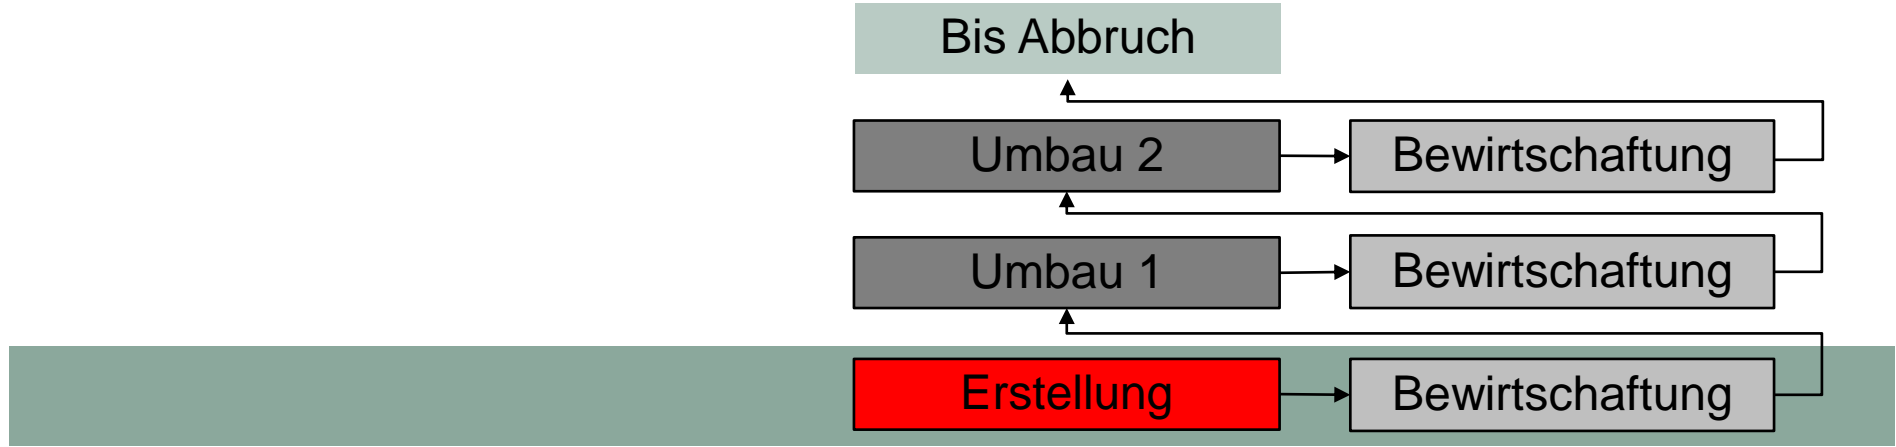 Bis Abbruch
Umbau 2
Bewirtschaftung
Umbau 1
Bewirtschaftung
Erstellung
Bewirtschaftung